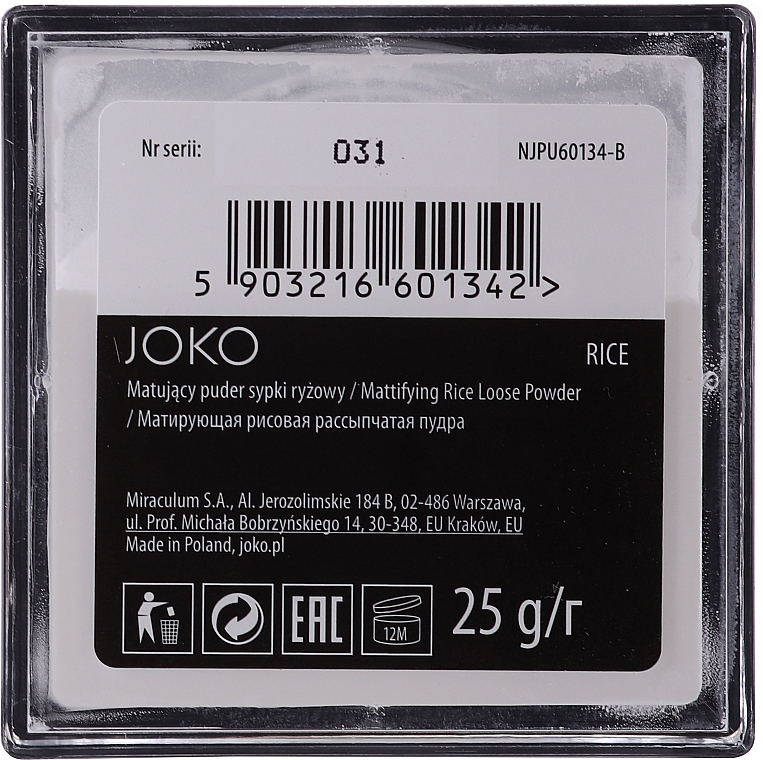 Nr serii: 031 NJPU60134-B
5 903216 601342 >
JOKO RICE
Matujący puder sypki ryżowy / Mattifying Rice Loose Powder
/ Матирующая рисовая рассыпчатая пудра
Miraculum S.A., Al. Jerozolimskie 184 B, 02-486 Warszawa,
ul. Prof. Michała Bobrzyńskiego 14, 30-348, EU Kraków, EU
Made in Poland, joko.pl
EAC 12M 25 g/г